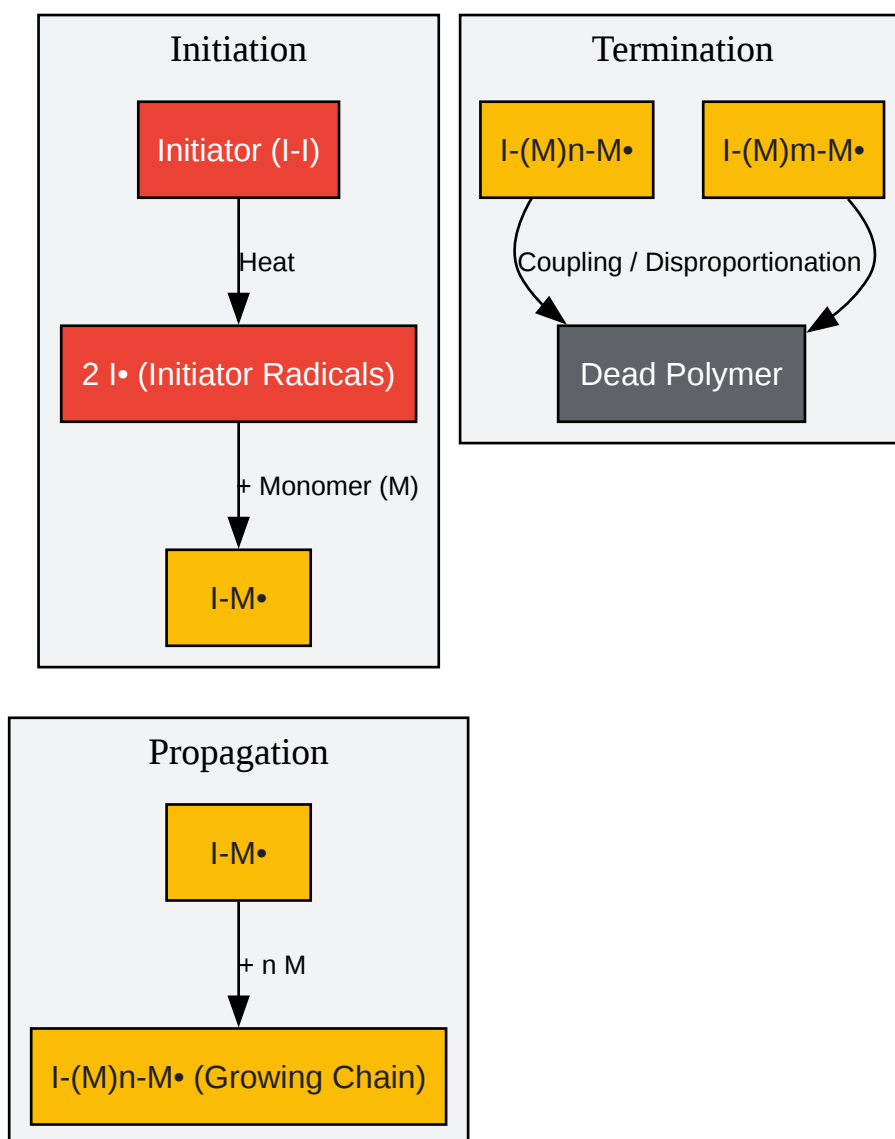 Initiation
Initiator (I-I)
Heat
2 I• (Initiator Radicals)
+ Monomer (M)
I-M•
Termination
I-(M)n-M•
I-(M)m-M•
Coupling / Disproportionation
Dead Polymer
Propagation
I-M•
+ n M
I-(M)n-M• (Growing Chain)